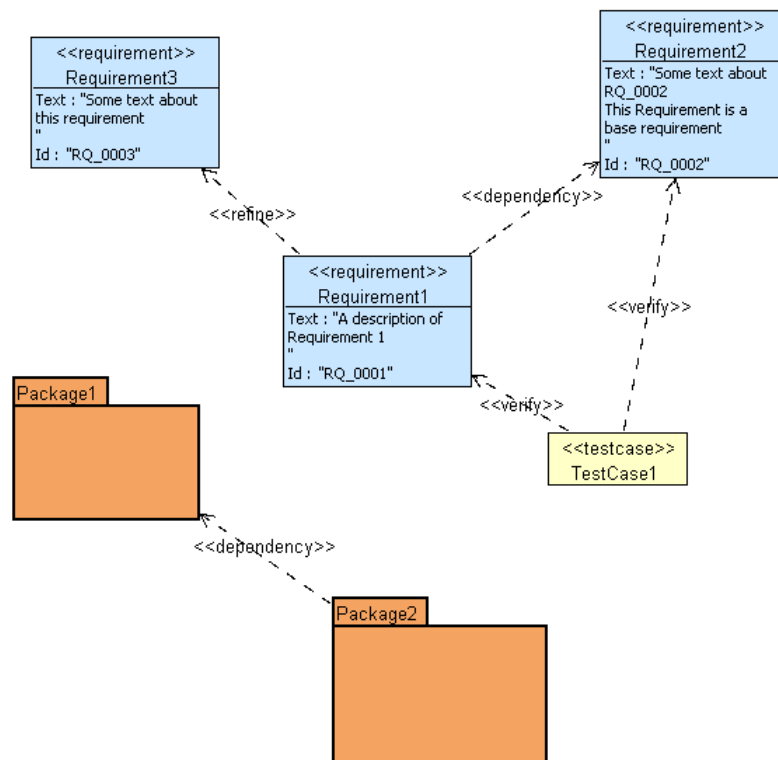 <<requirement>>
Requirement3
Text : "Some text about
this requirement
"
Id : "RQ_0003"
<<requirement>>
Requirement2
Text : "Some text about
RQ_0002
This Requirement is a
base requirement
"
Id : "RQ_0002"
<<refine>>
<<dependency>>
<<requirement>>
Requirement1
Text : "A description of
Requirement 1
"
Id : "RQ_0001"
<<verify>>
<<verify>>
<<testcase>>
TestCase1
Package1
<<dependency>>
Package2